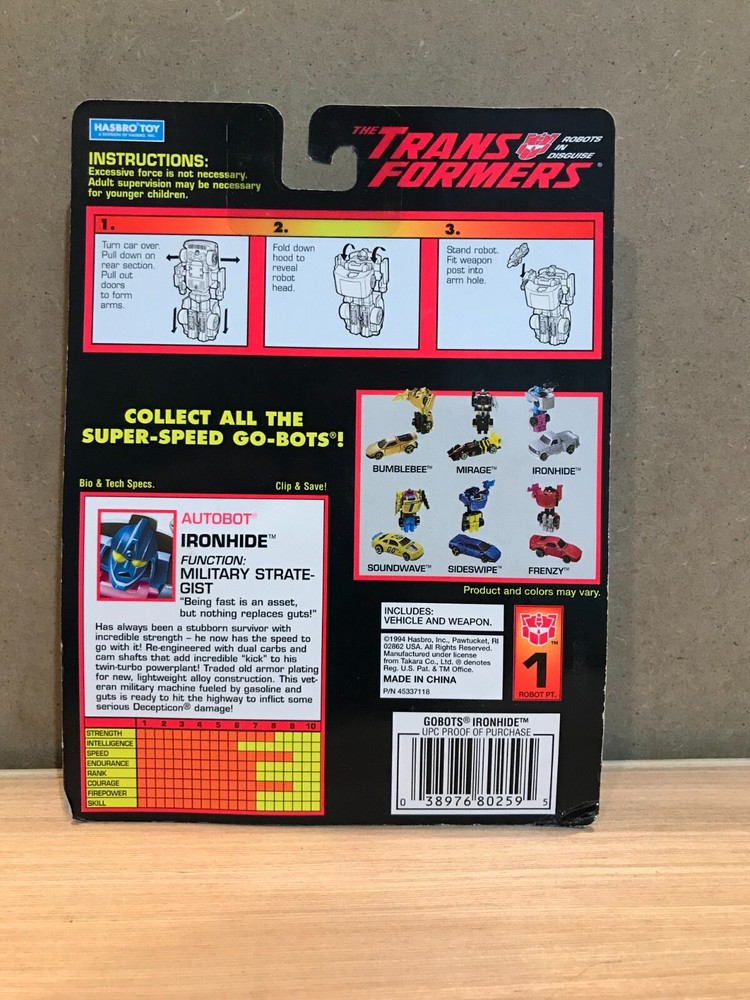 HASBRO TOY
A DIVISION OF HASBRO, INC.
THE TRANSFORMERS®
ROBOTS
IN
DISGUISE
INSTRUCTIONS:
Excessive force is not necessary.
Adult supervision may be necessary
for younger children.
1.
Turn car over.
Pull down on
rear section.
Pull out
doors
to form
arms.
2.
Fold down
hood to
reveal
robot
head.
3.
Stand robot.
Fit weapon
post into
arm hole.
COLLECT ALL THE
SUPER-SPEED GO-BOTS®!
BUMBLEBEE™
MIRAGE™
IRONHIDE™
SOUNDWAVE™
SIDESWIPE™
FRENZY™
Product and colors may vary.
Bio & Tech Specs.
Clip & Save!
AUTOBOT®
IRONHIDE™
FUNCTION:
MILITARY STRATE-
GIST
"Being fast is an asset,
but nothing replaces guts!"
Has always been a stubborn survivor with
incredible strength – he now has the speed to
go with it! Re-engineered with dual carbs and
cam shafts that add incredible "kick" to his
twin-turbo powerplant! Traded old armor plating
for new, lightweight alloy construction. This vet-
eran military machine fueled by gasoline and
guts is ready to hit the highway to inflict some
serious Decepticon® damage!
1 2 3 4 5 6 7 8 9 10
STRENGTH
INTELLIGENCE
SPEED
ENDURANCE
RANK
COURAGE
FIREPOWER
SKILL
INCLUDES:
VEHICLE AND WEAPON.
©1994 Hasbro, Inc., Pawtucket, RI
02862 USA. All Rights Reserved.
Manufactured under license
from Takara Co., Ltd. ® denotes
Reg. U.S. Pat. & TM Office.
MADE IN CHINA
P/N 45337118
TM
1
ROBOT PT.
GOBOTS® IRONHIDE™
UPC PROOF OF PURCHASE
0 38976 80259 5